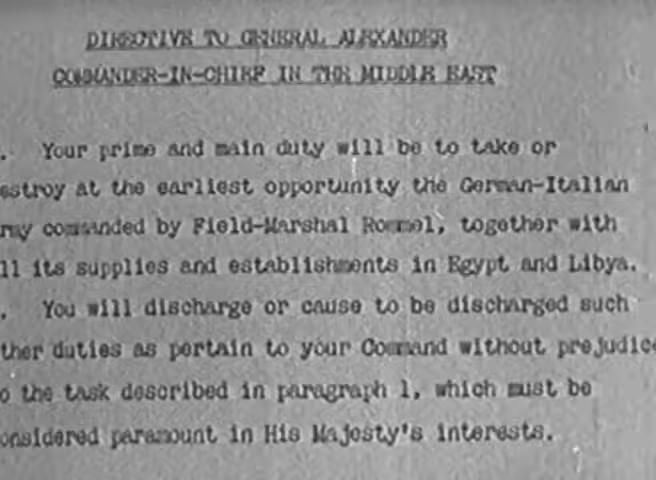 DIRECTIVE TO GENERAL ALEXANDER
COMMANDER-IN-CHIEF IN THE MIDDLE EAST
. Your prime and main duty will be to take or
estroy at the earliest opportunity the German-Italian
rmy commanded by Field-Marshal Rommel, together with
ll its supplies and establishments in Egypt and Libya.
. You will discharge or cause to be discharged such
ther duties as pertain to your Command without prejudice
o the task described in paragraph 1, which must be
onsidered paramount in His Majesty's interests.